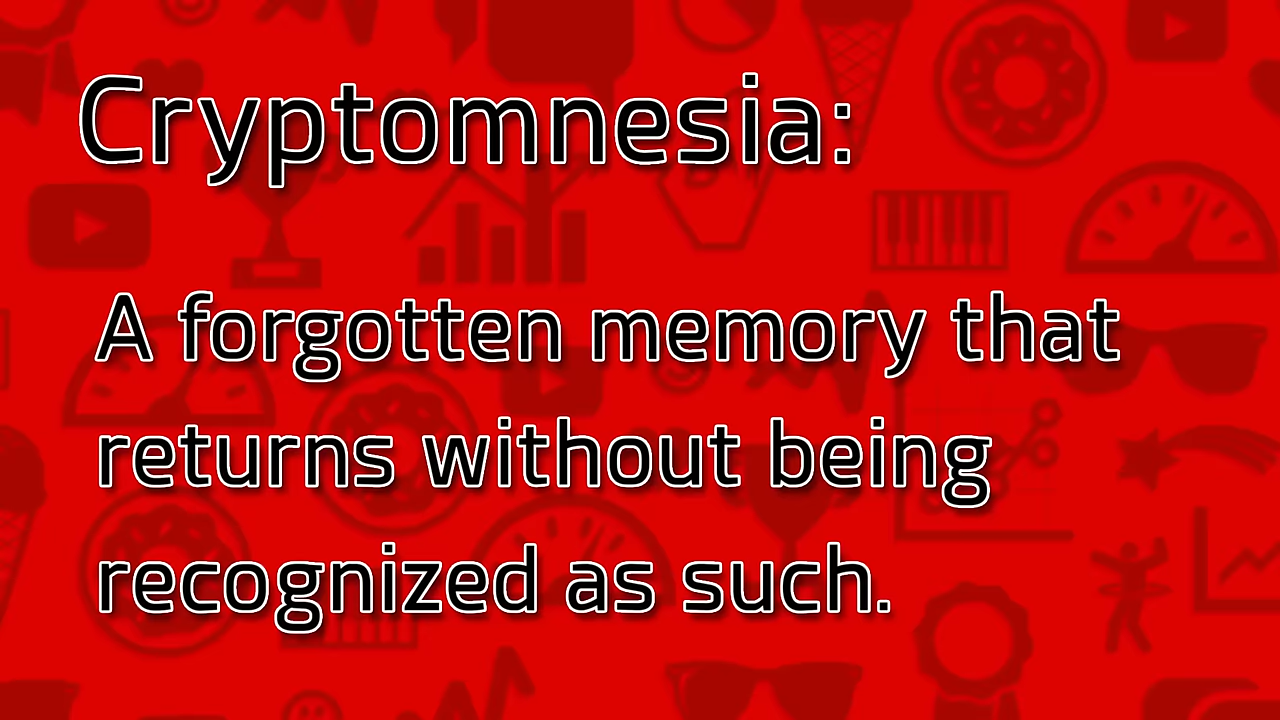 Cryptomnesia:
A forgotten memory that
returns without being
recognized as such.